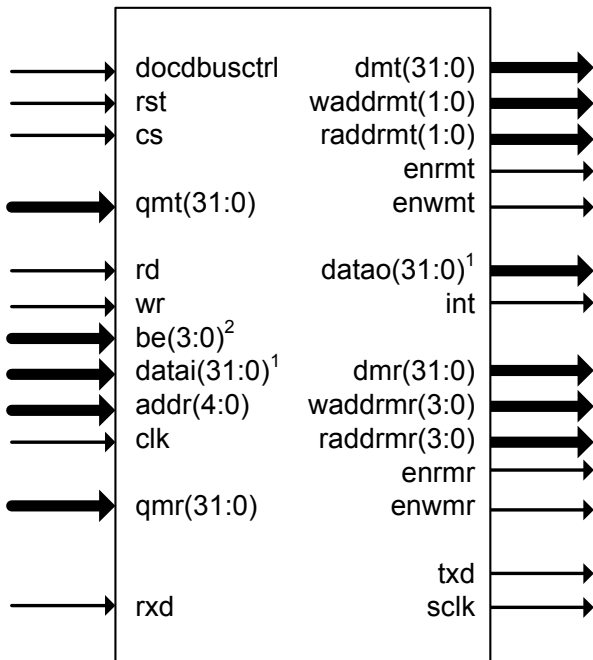 docdbusctrl dmt(31:0)
rst waddrmt(1:0)
cs raddrmt(1:0)
enrmt
qmt(31:0) enwmt
rd datao(31:0)¹
wr int
be(3:0)²
datai(31:0)¹ dmr(31:0)
addr(4:0) waddrmr(3:0)
clk raddrmr(3:0)
enrmr
qmr(31:0) enwmr
txd
rxd sclk